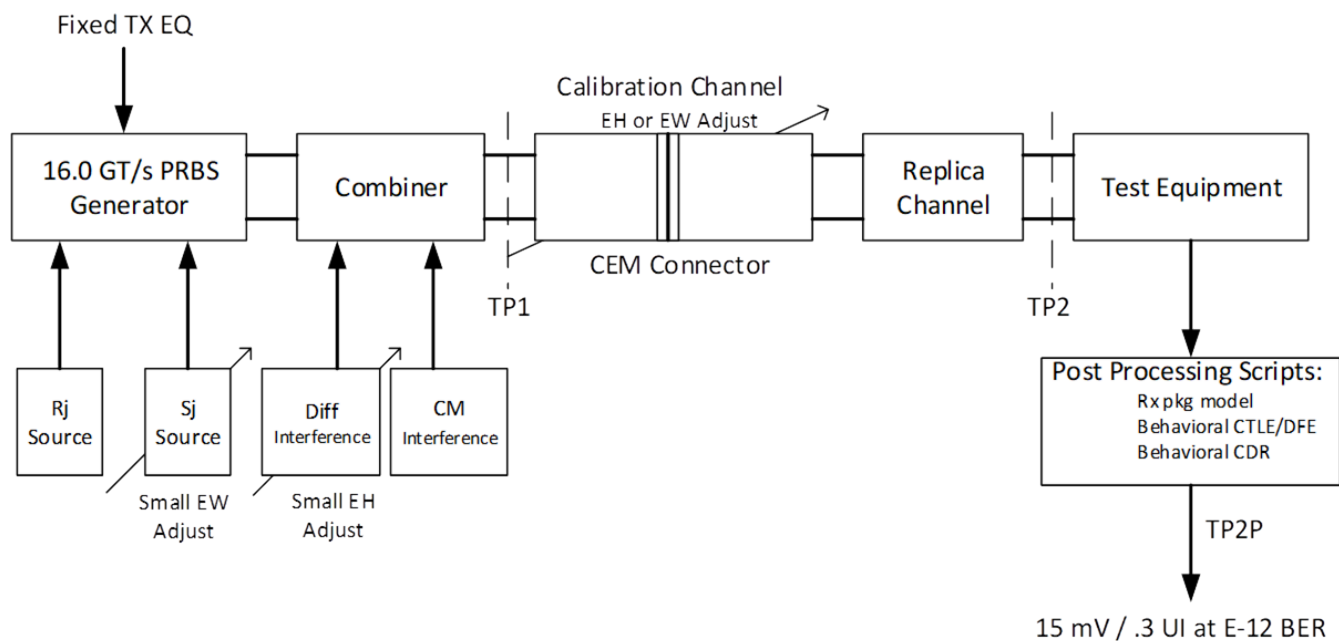 Fixed TX EQ
Calibration Channel
EH or EW Adjust
16.0 GT/s PRBS
Generator
Combiner
Replica
Channel
Test Equipment
CEM Connector
TP1
TP2
Rj
Source
Sj
Source
Diff
Interference
CM
Interference
Small EW
Adjust
Small EH
Adjust
Post Processing Scripts:
Rx pkg model
Behavioral CTLE/DFE
Behavioral CDR
TP2P
15 mV / .3 UI at E-12 BER